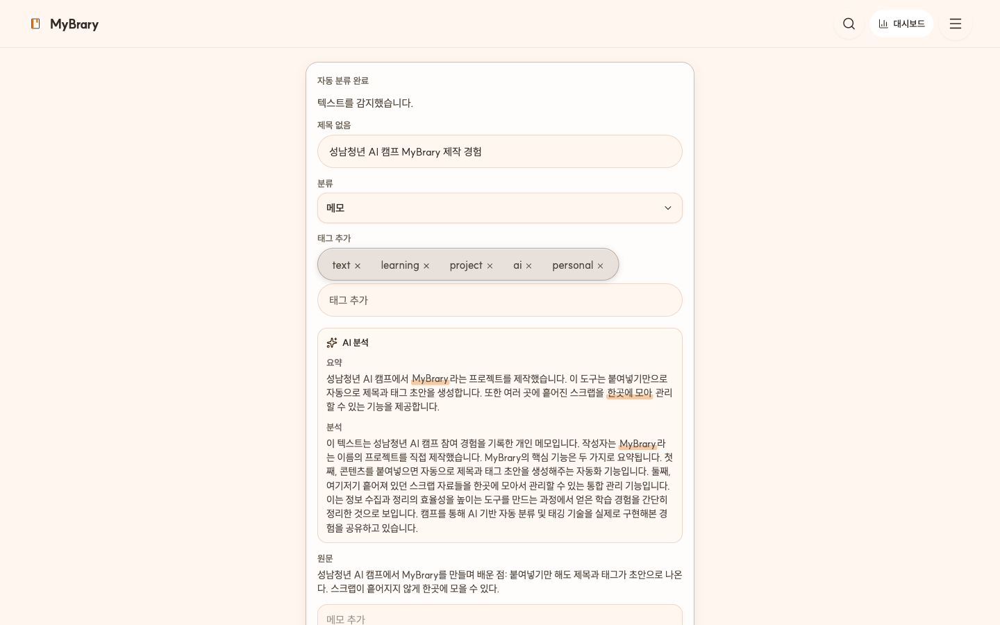 MyBrary
대시보드
자동 분류 완료
텍스트를 감지했습니다.
제목 없음
성남청년 AI 캠프 MyBrary 제작 경험
분류
메모
태그 추가
text × learning × project × ai × personal ×
태그 추가
AI 분석
요약
성남청년 AI 캠프에서 MyBrary라는 프로젝트를 제작했습니다. 이 도구는 붙여넣기만으로
자동으로 제목과 태그 초안을 생성합니다. 또한 여러 곳에 흩어진 스크랩을 한곳에 모아 관리
할 수 있는 기능을 제공합니다.
분석
이 텍스트는 성남청년 AI 캠프 참여 경험을 기록한 개인 메모입니다. 작성자는 MyBrary라
는 이름의 프로젝트를 직접 제작했습니다. MyBrary의 핵심 기능은 두 가지로 요약됩니다. 첫
째, 콘텐츠를 붙여넣으면 자동으로 제목과 태그 초안을 생성해주는 자동화 기능입니다. 둘째,
여기저기 흩어져 있던 스크랩 자료들을 한곳에 모아서 관리할 수 있는 통합 관리 기능입니다.
이는 정보 수집과 정리의 효율성을 높이는 도구를 만드는 과정에서 얻은 학습 경험을 간단히
정리한 것으로 보입니다. 캠프를 통해 AI 기반 자동 분류 및 태깅 기술을 실제로 구현해본 경
험을 공유하고 있습니다.
원문
성남청년 AI 캠프에서 MyBrary를 만들며 배운 점: 붙여넣기만 해도 제목과 태그가 초안으로 나온
다. 스크랩이 흩어지지 않게 한곳에 모을 수 있다.
메모 추가